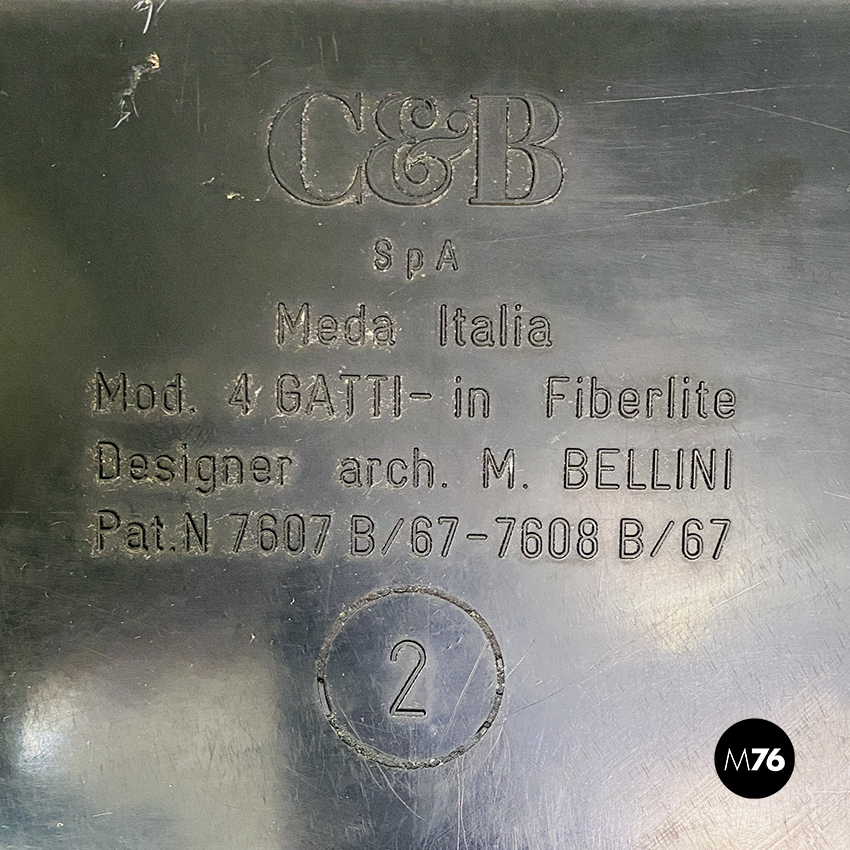 C&B
SpA
Meda Italia
Mod. 4 GATTI- in Fiberlite
Designer arch. M. BELLINI
Pat.N 7607 B/67-7608 B/67
2
M76